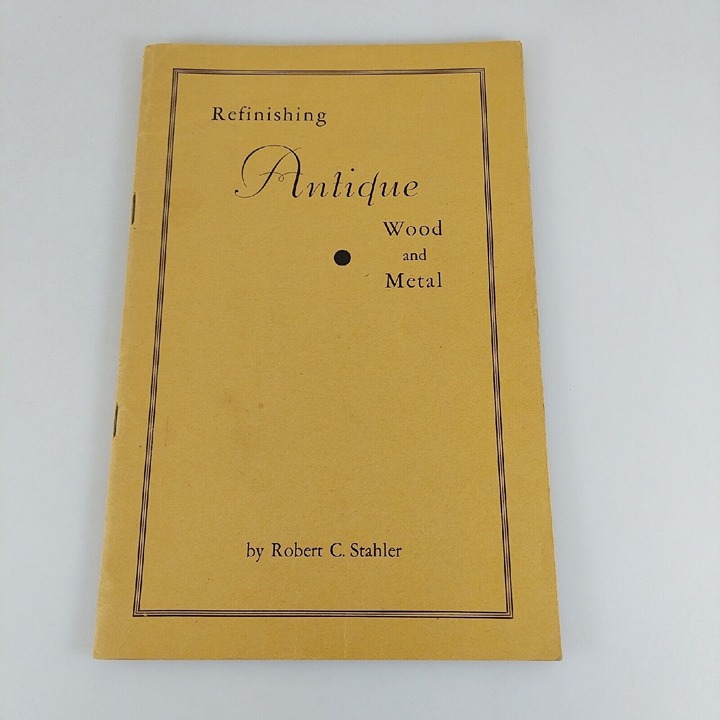 Refinishing
Antique
Wood
and
Metal
by Robert C. Stahler